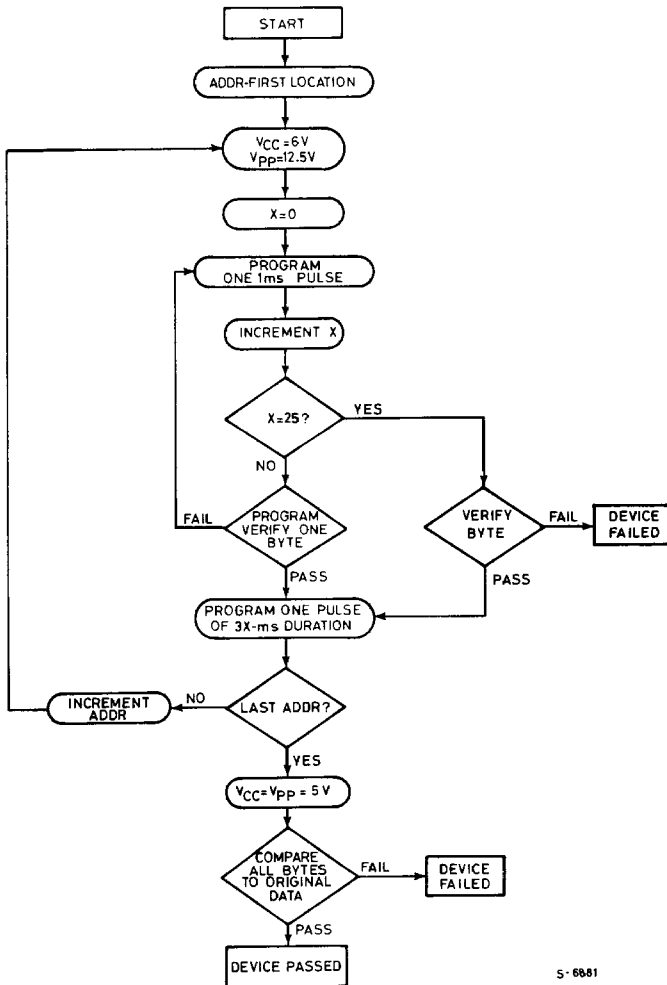 START
ADDR-FIRST LOCATION
VCC=6V
VPP=12.5V
X=0
PROGRAM
ONE 1ms PULSE
INCREMENT X
X=25?
YES
NO
FAIL
PROGRAM
VERIFY ONE
BYTE
PASS
VERIFY
BYTE
FAIL
DEVICE
FAILED
PASS
PROGRAM ONE PULSE
OF 3X-ms DURATION
INCREMENT
ADDR
NO
LAST ADDR?
YES
VCC=VPP=5V
COMPARE
ALL BYTES
TO ORIGINAL
DATA
FAIL
DEVICE
FAILED
PASS
DEVICE PASSED
S-6881